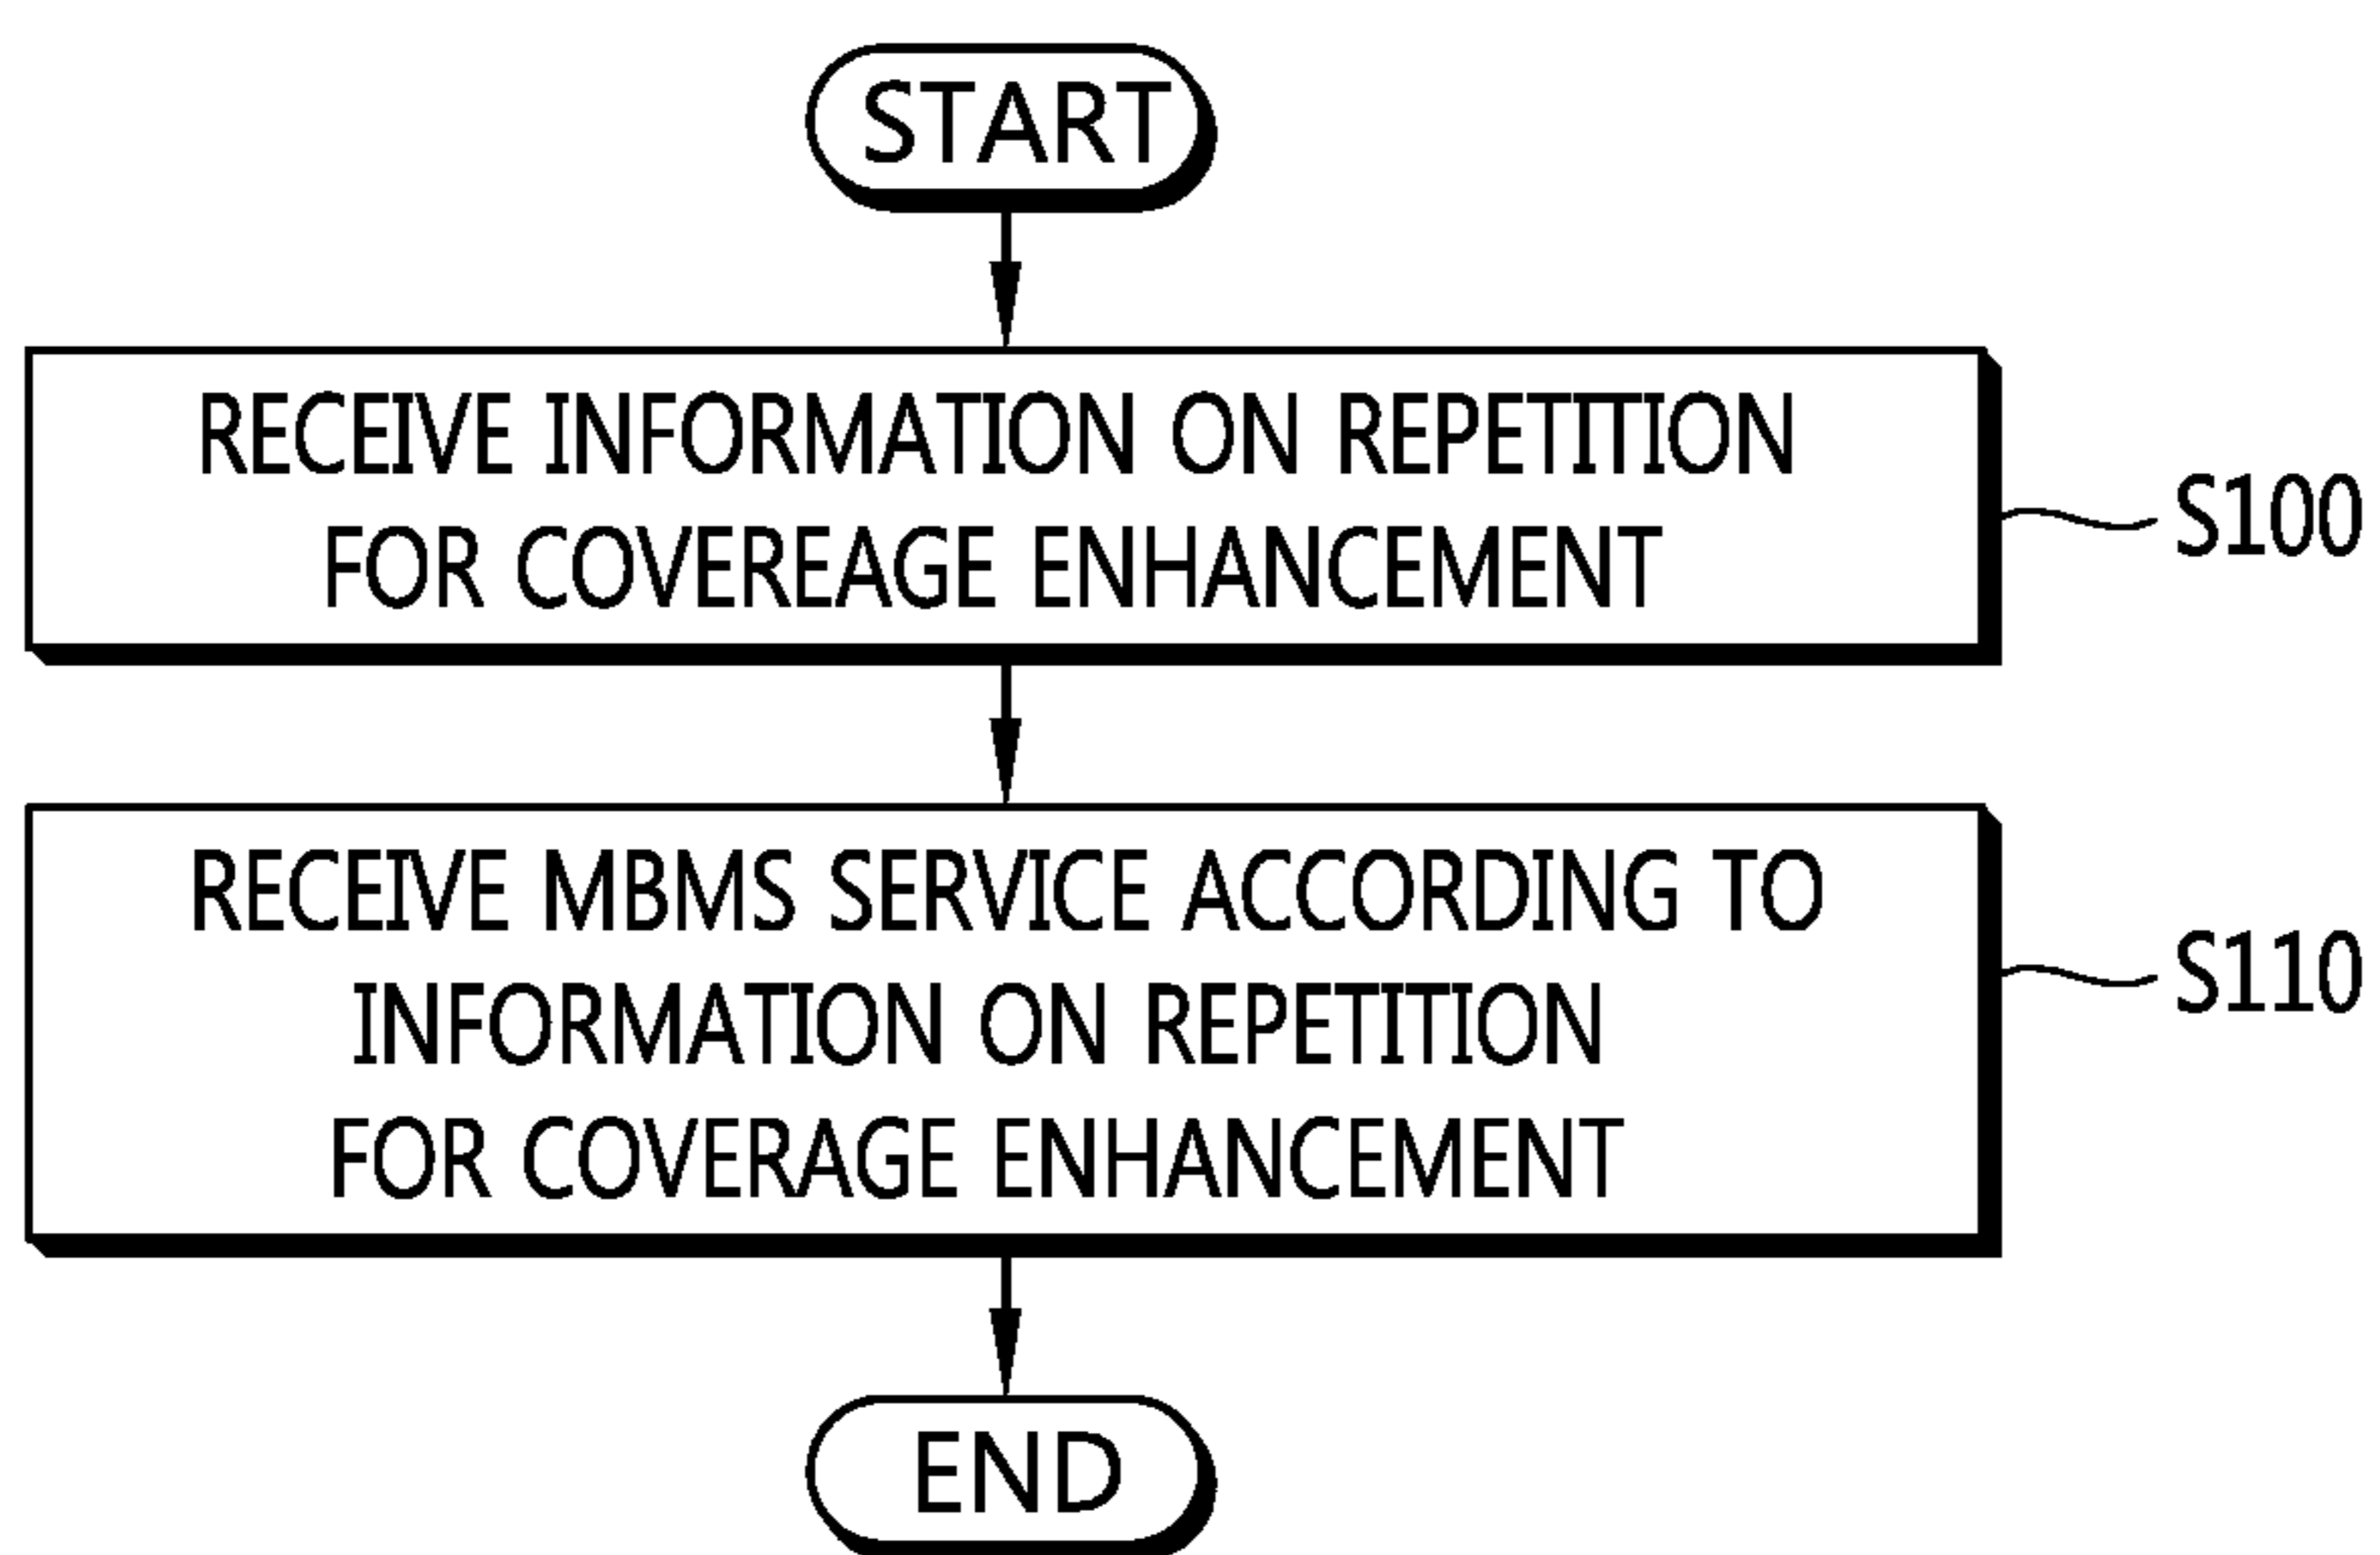 START
RECEIVE INFORMATION ON REPETITION
FOR COVEREAGE ENHANCEMENT
S100
RECEIVE MBMS SERVICE ACCORDING TO
INFORMATION ON REPETITION
FOR COVERAGE ENHANCEMENT
S110
END